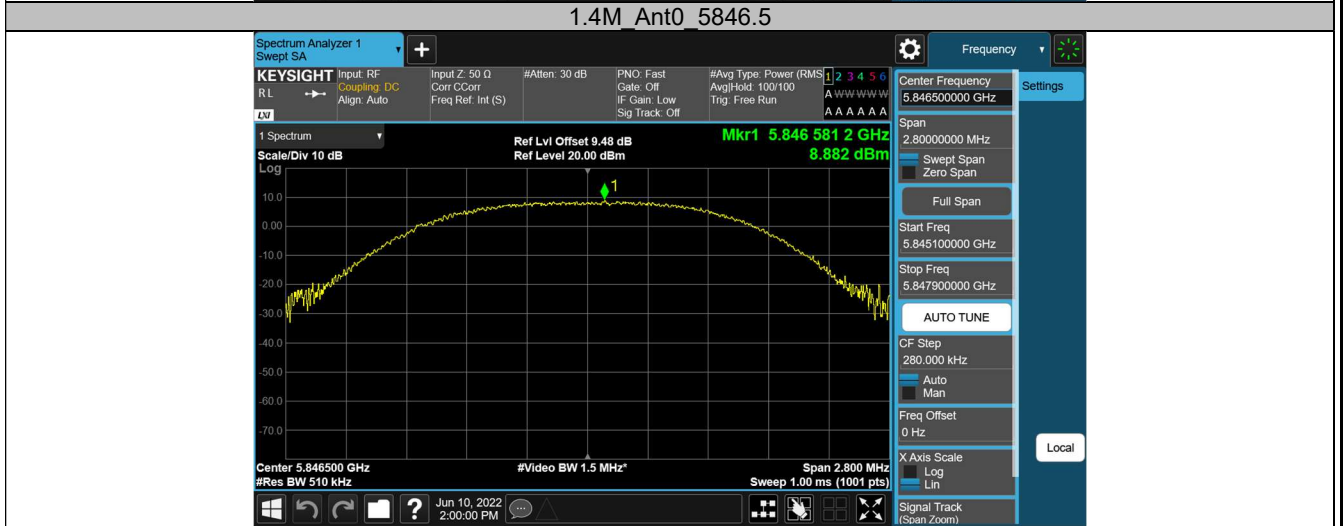 1.4M_Ant0_5846.5
Spectrum Analyzer 1
Swept SA
+
Frequency
KEYSIGHT
RL
LXI
Input: RF
Coupling: DC
Align: Auto
Input Z: 50 Ω
Corr CCorr
Freq Ref: Int (S)
#Atten: 30 dB
PNO: Fast
Gate: Off
IF Gain: Low
Sig Track: Off
#Avg Type: Power (RMS
Avg|Hold: 100/100
Trig: Free Run
1 2 3 4 5 6
A W W W W W
A A A A A A
1 Spectrum
Scale/Div 10 dB
Log
Ref Lvl Offset 9.48 dB
Ref Level 20.00 dBm
Mkr1 5.846 581 2 GHz
8.882 dBm
1
10.0
0.00
-10.0
-20.0
-30.0
-40.0
-50.0
-60.0
-70.0
Center 5.846500 GHz
#Res BW 510 kHz
#Video BW 1.5 MHz*
Span 2.800 MHz
Sweep 1.00 ms (1001 pts)
Center Frequency
5.846500000 GHz
Settings
Span
2.80000000 MHz
Swept Span
Zero Span
Full Span
Start Freq
5.845100000 GHz
Stop Freq
5.847900000 GHz
AUTO TUNE
CF Step
280.000 kHz
Auto
Man
Freq Offset
0 Hz
X Axis Scale
Log
Lin
Local
Signal Track
(Span Zoom)
?
Jun 10, 2022
2:00:00 PM